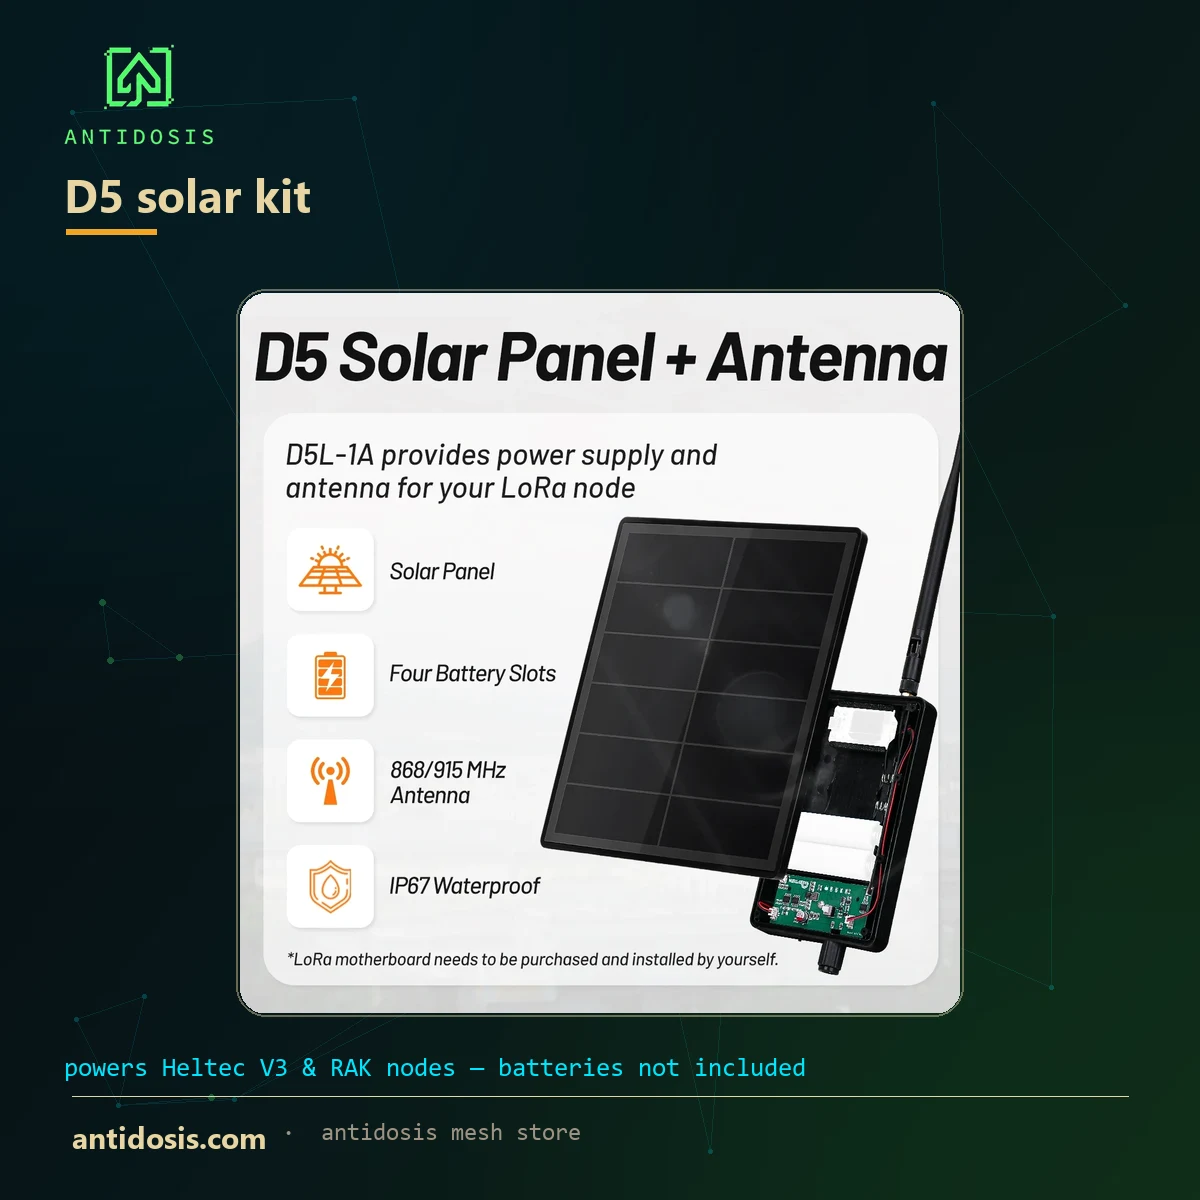 ANTIDOSIS
D5 solar kit
D5 Solar Panel + Antenna
D5L-1A provides power supply and
antenna for your LoRa node
Solar Panel
Four Battery Slots
868/915 MHz
Antenna
IP67 Waterproof
*LoRa motherboard needs to be purchased and installed by yourself.
powers Heltec V3 & RAK nodes — batteries not included
antidosis.com · antidosis mesh store